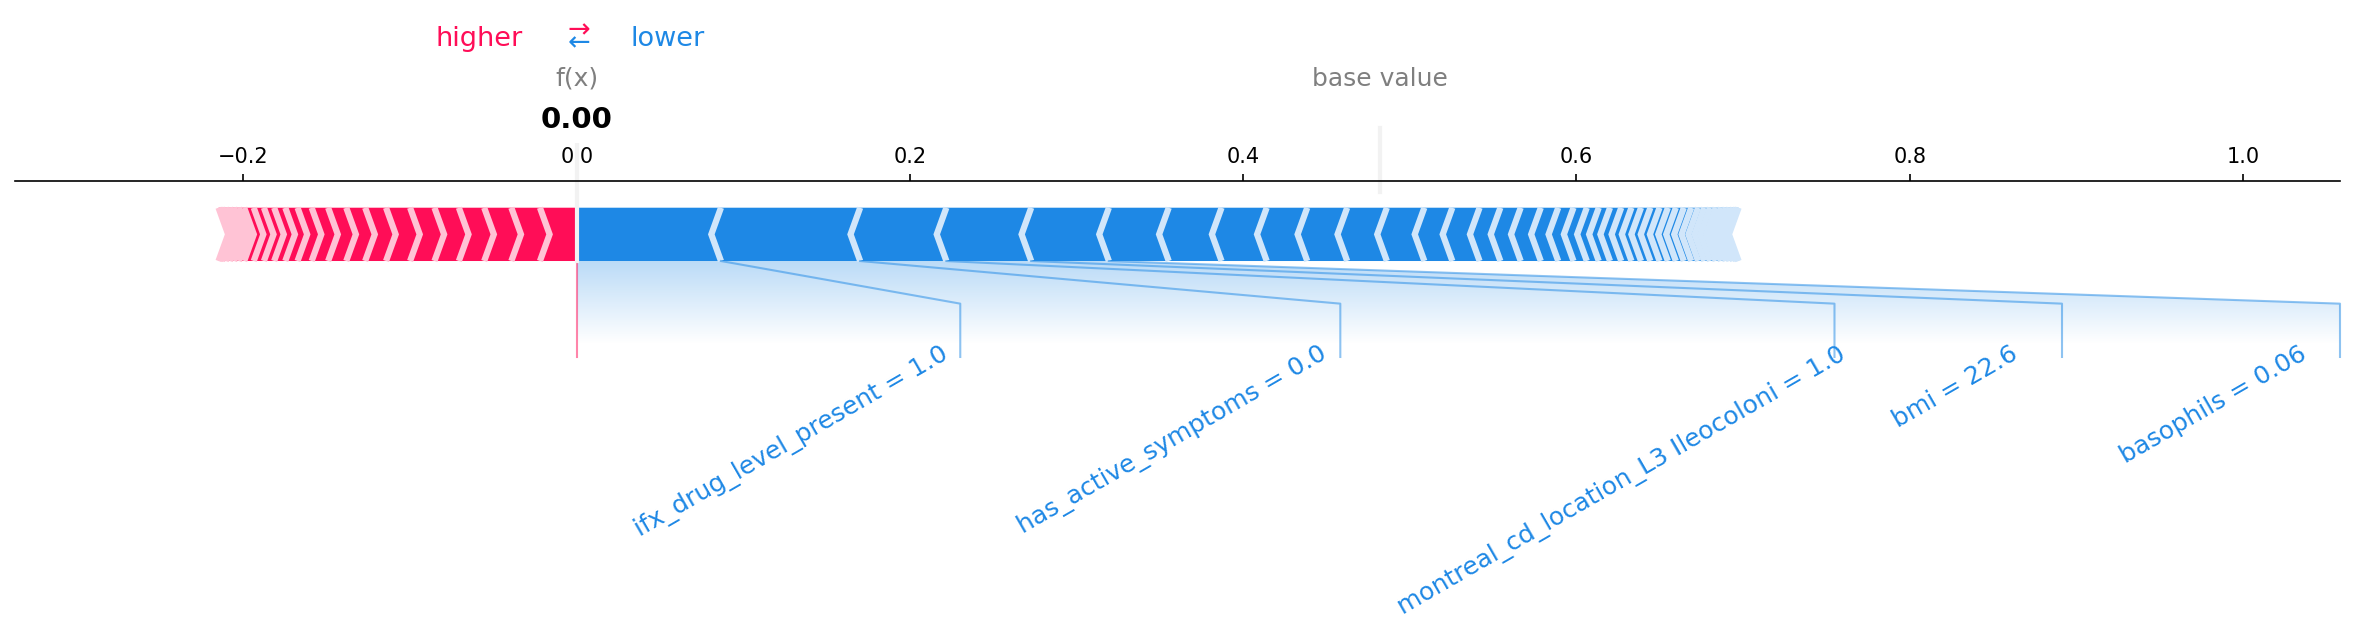 higher ⇄ lower
f(x)
base value
0.00
−0.2
0 0
0.2
0.4
0.6
0.8
1.0
ifx_drug_level_present = 1.0
has_active_symptoms = 0.0
montreal_cd_location_L3 Ileocoloni = 1.0
bmi = 22.6
basophils = 0.06